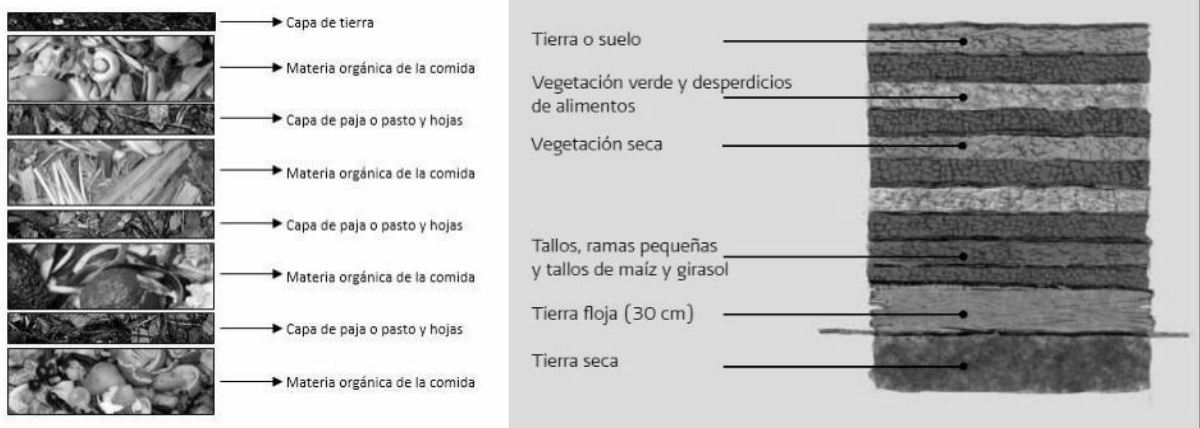 Capa de tierra
Materia orgánica de la comida
Capa de paja o pasto y hojas
Materia orgánica de la comida
Capa de paja o pasto y hojas
Materia orgánica de la comida
Capa de paja o pasto y hojas
Materia orgánica de la comida
Tierra o suelo
Vegetación verde y desperdicios
de alimentos
Vegetación seca
Tallos, ramas pequeñas
y tallos de maíz y girasol
Tierra floja (30 cm)
Tierra seca